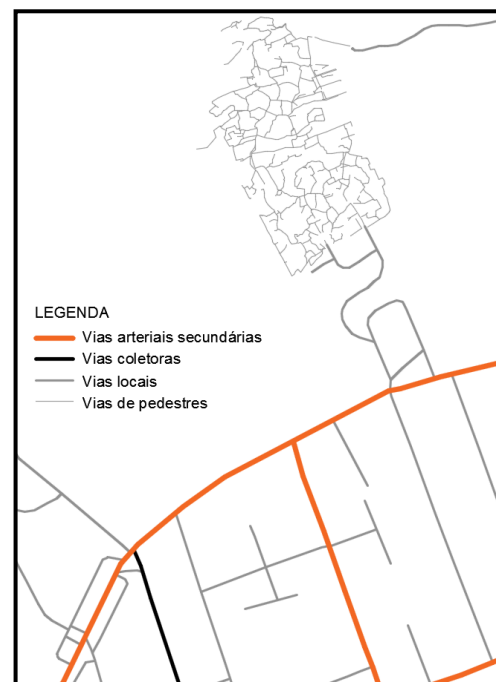 LEGENDA
Vias arteriais secundárias
Vias coletoras
Vias locais
Vias de pedestres